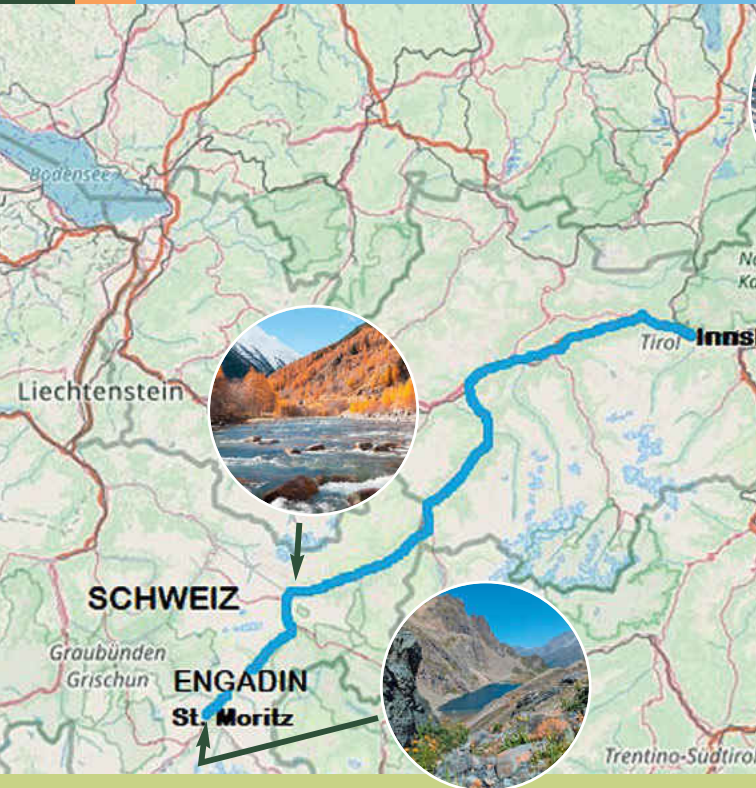 Bodensee
Tirol
Inns
Liechtenstein
SCHWEIZ
Graubünden
Grischun
ENGADIN
St. Moritz
Trentino-Südtirol